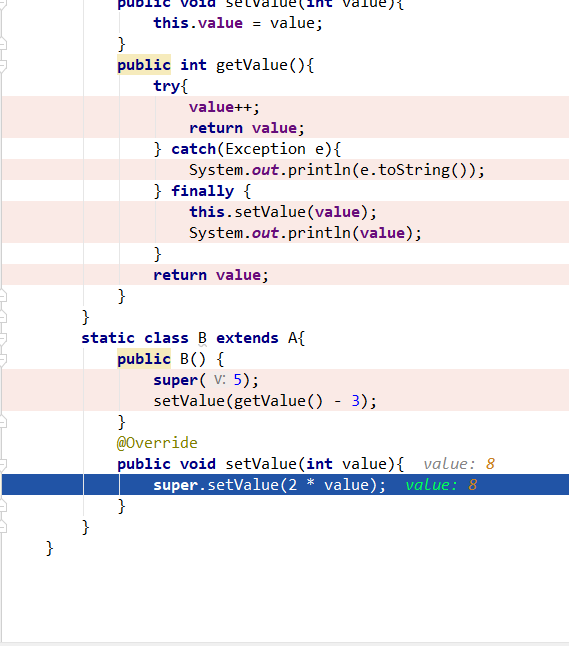 public void setValue(int value){
this.value = value;
}
public int getValue(){
try{
value++;
return value;
} catch(Exception e){
System.out.println(e.toString());
} finally {
this.setValue(value);
System.out.println(value);
}
return value;
}
}
static class B extends A{
public B() {
super( v: 5);
setValue(getValue() - 3);
}
@Override
public void setValue(int value){ value: 8
super.setValue(2 * value); value: 8
}
}
}